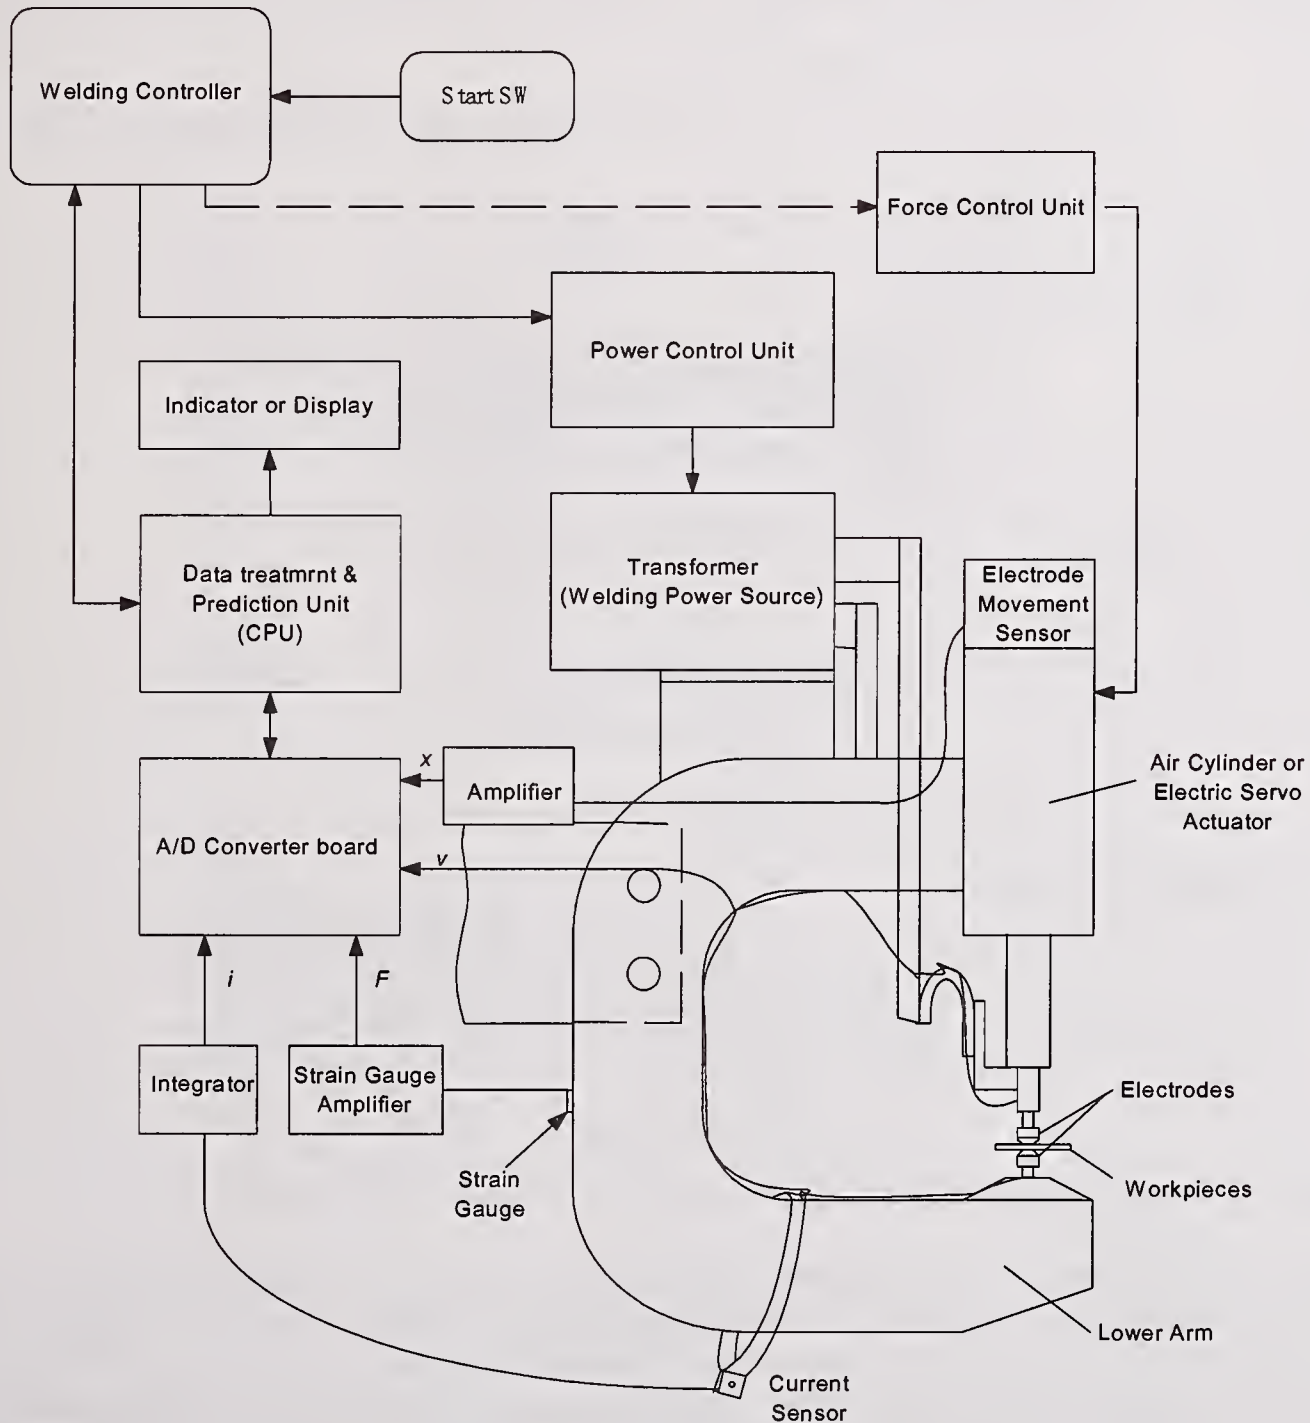 Welding Controller
Start SW
Force Control Unit
Power Control Unit
Indicator or Display
Data treatmrnt &
Prediction Unit
(CPU)
Transformer
(Welding Power Source)
Electrode
Movement
Sensor
x
Amplifier
Air Cylinder or
Electric Servo
Actuator
A/D Converter board
v
i
F
Integrator
Strain Gauge
Amplifier
Electrodes
Strain
Gauge
Workpieces
Lower Arm
Current
Sensor